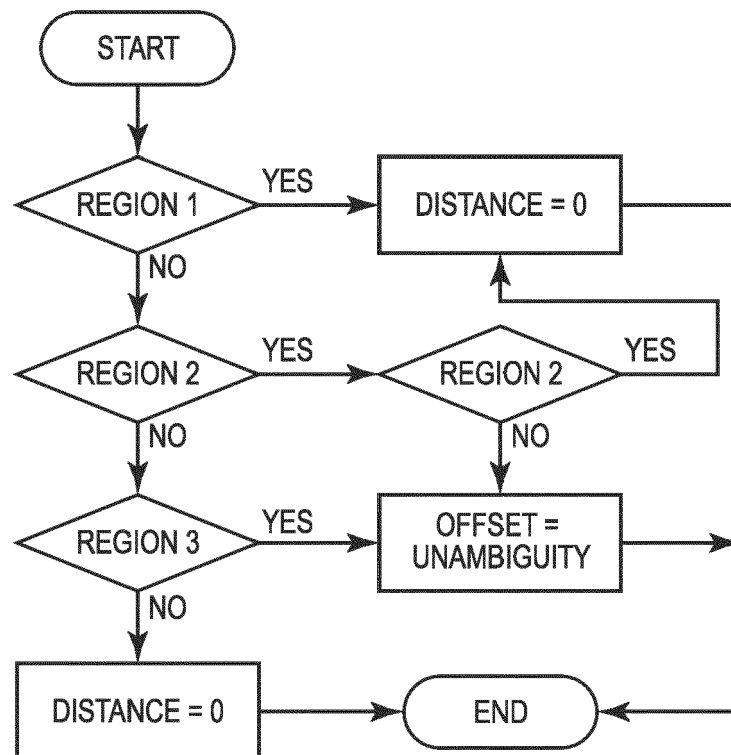 START
REGION 1
YES
DISTANCE = 0
NO
REGION 2
YES
REGION 2
YES
NO
NO
REGION 3
YES
OFFSET =
UNAMBIGUITY
NO
DISTANCE = 0
END